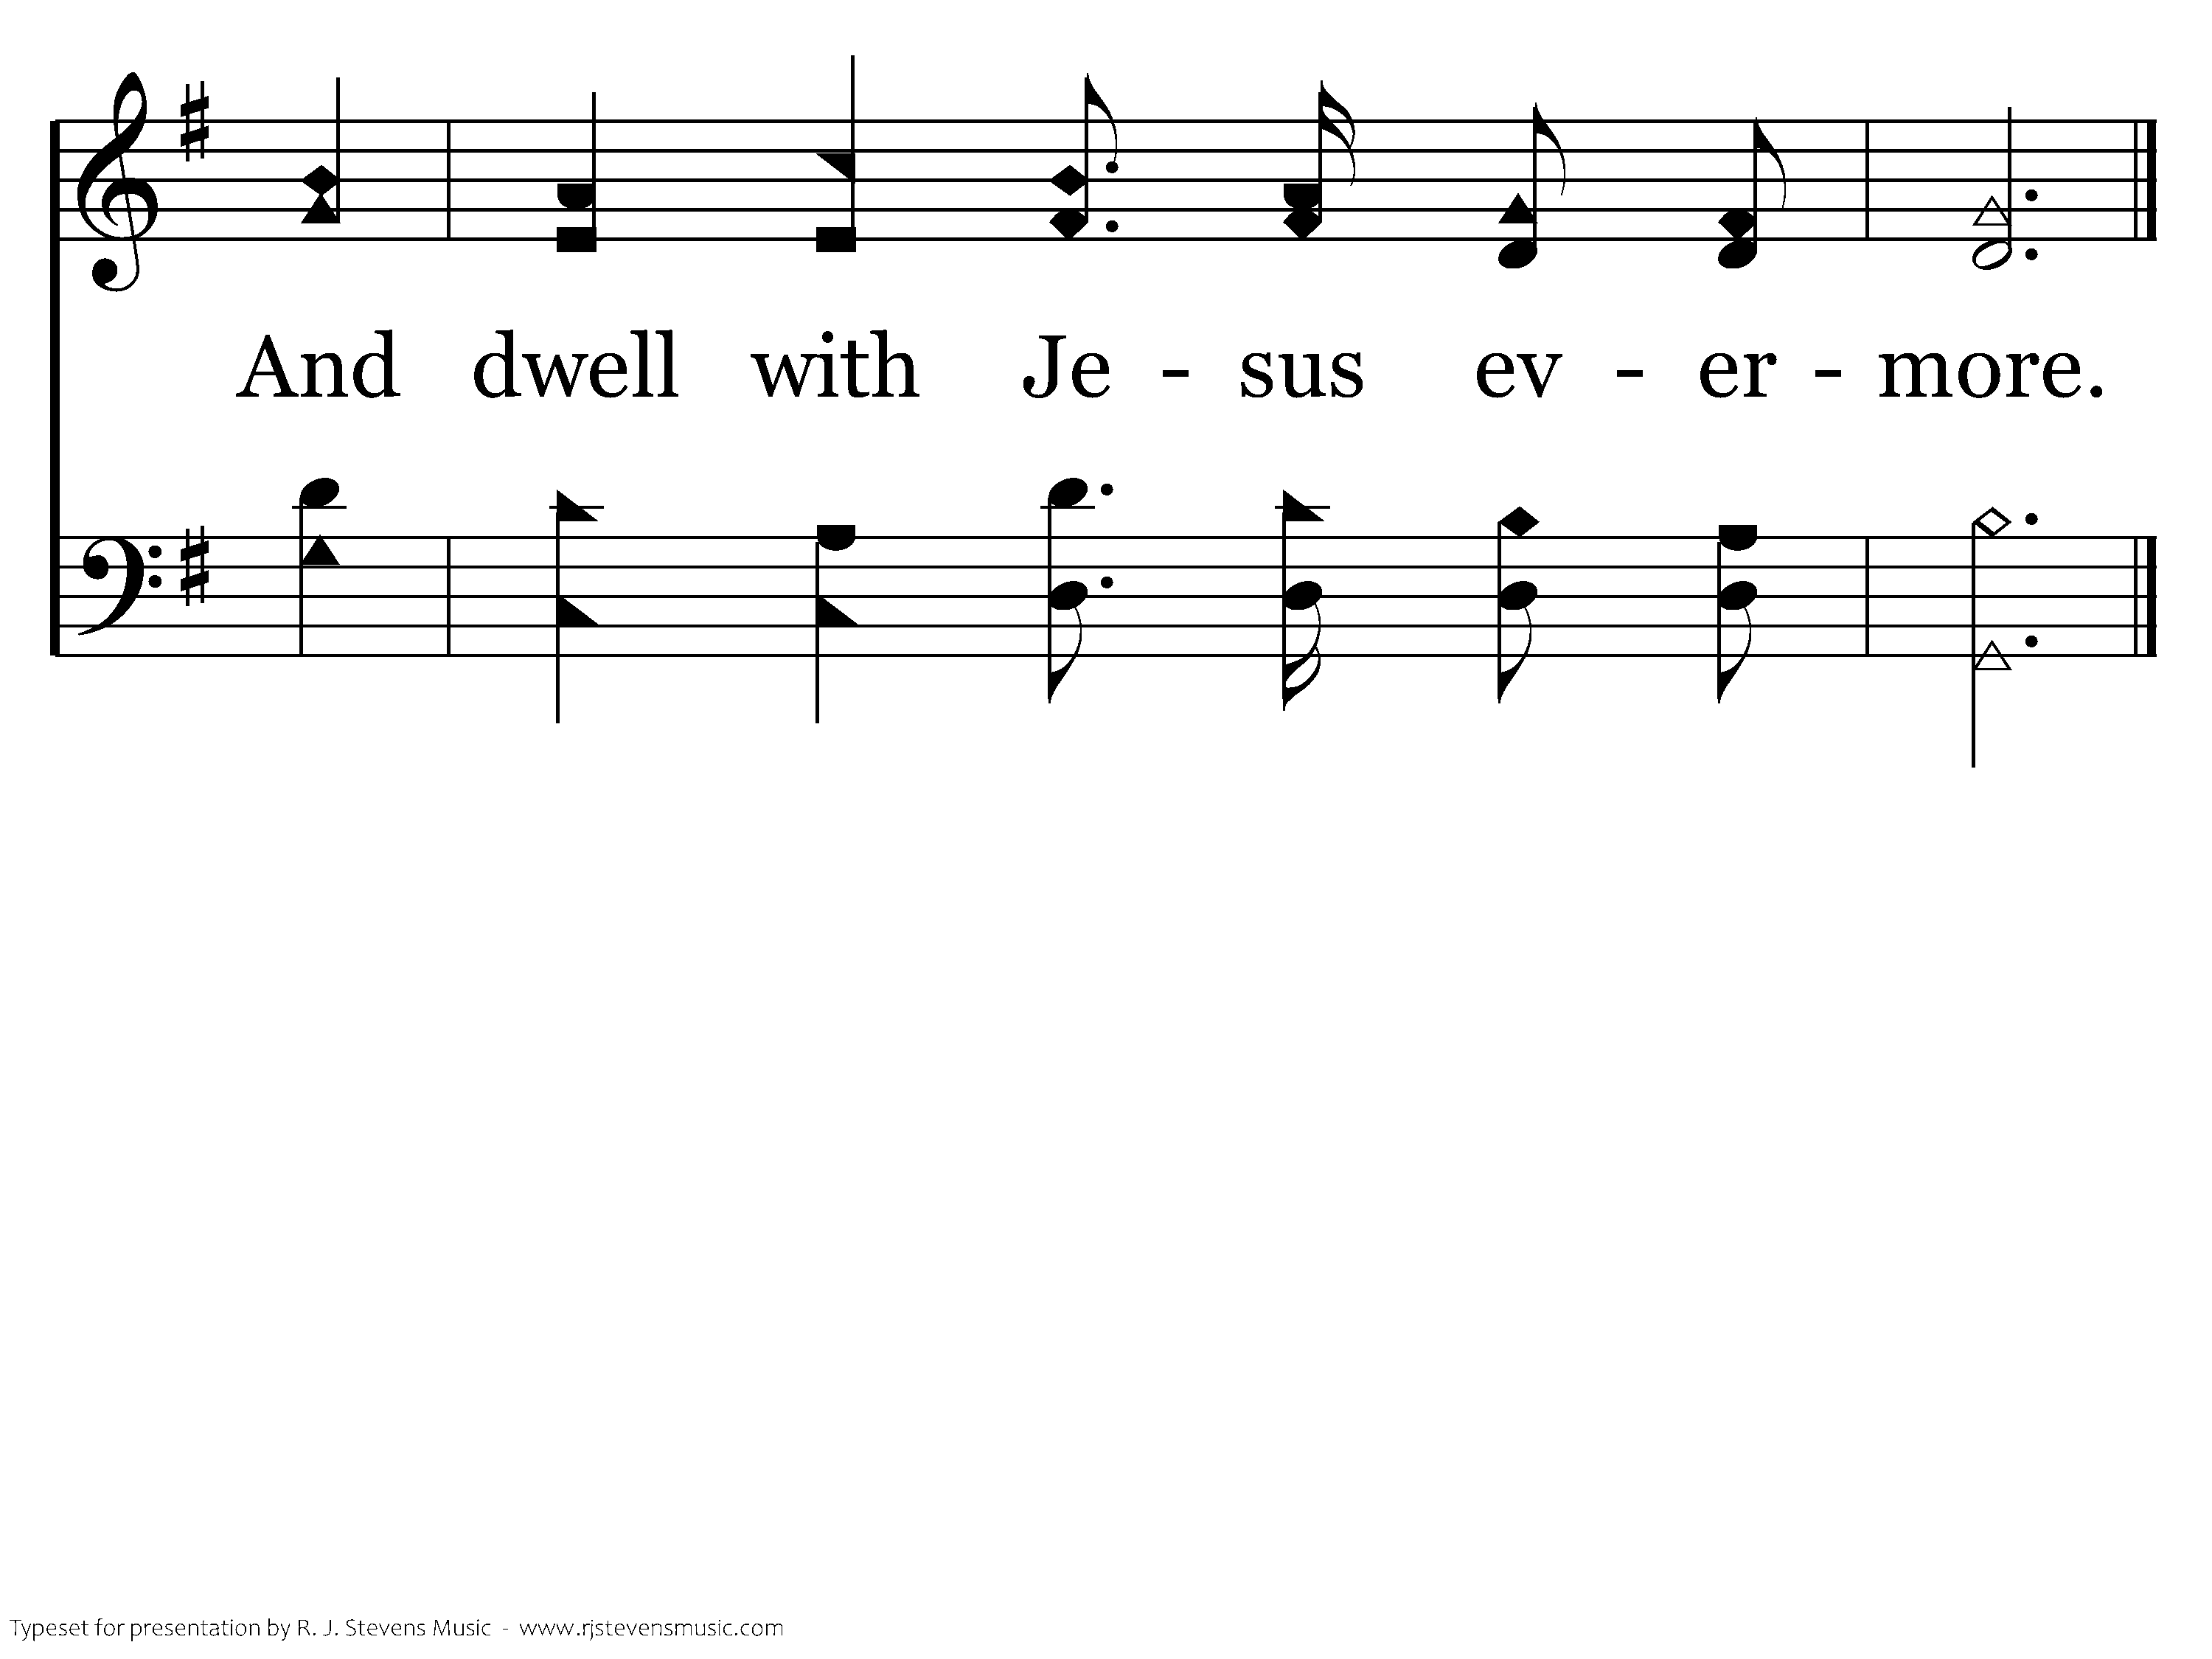 And dwell with Je - sus ev - er - more.
Typeset for presentation by R. J. Stevens Music - www.rjstevensmusic.com